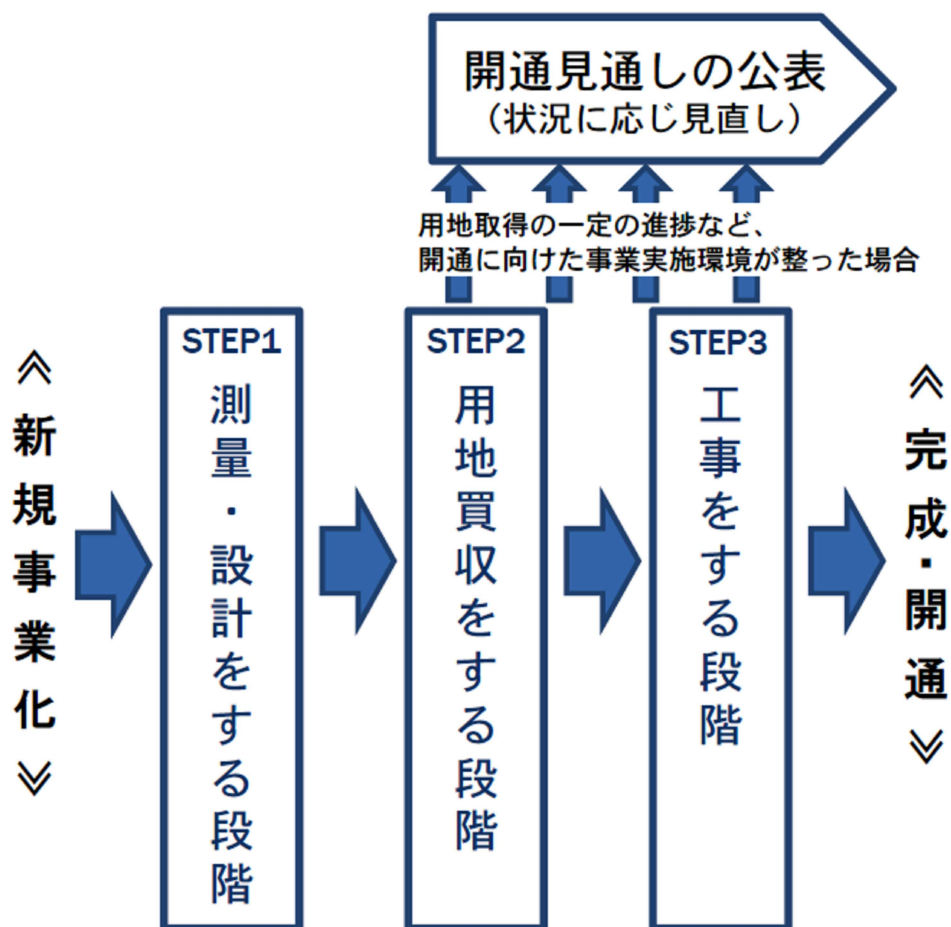 開通見通しの公表
（状況に応じ見直し）
用地取得の一定の進捗など、
開通に向けた事業実施環境が整った場合
≪新規事業化≫
STEP1
測量・設計をする段階
STEP2
用地買収をする段階
STEP3
工事をする段階
≪完成・開通≫